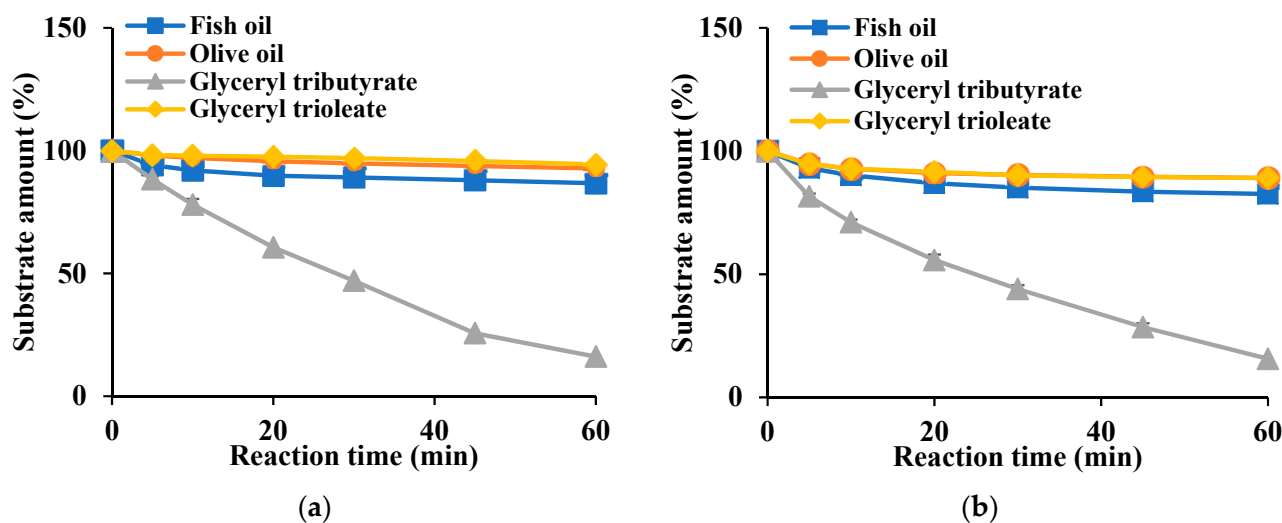 150
100
50
0
Substrate amount (%)
Fish oil
Olive oil
Glyceryl tributyrate
Glyceryl trioleate
0 20 40 60
Reaction time (min)
(a)
150
100
50
0
Substrate amount (%)
Fish oil
Olive oil
Glyceryl tributyrate
Glyceryl trioleate
0 20 40 60
Reaction time (min)
(b)